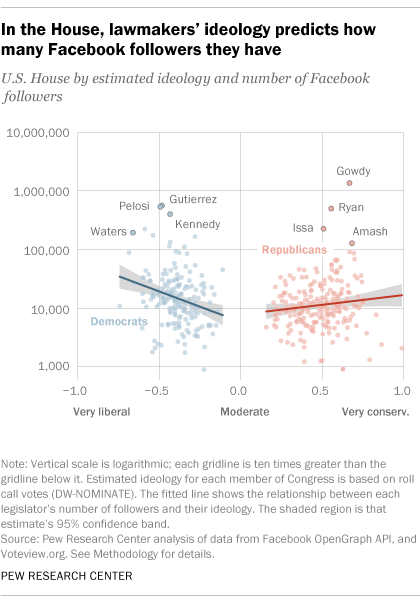 In the House, lawmakers’ ideology predicts how
many Facebook followers they have
U.S. House by estimated ideology and number of Facebook
followers
10,000,000
1,000,000
100,000
10,000
1,000
Gowdy
Pelosi
Gutierrez
Ryan
Kennedy
Waters
Issa
Amash
Republicans
Democrats
−1.0
−0.5
0.0
0.5
1.0
Very liberal
Moderate
Very conserv.
Note: Vertical scale is logarithmic; each gridline is ten times greater than the
gridline below it. Estimated ideology for each member of Congress is based on roll
call votes (DW-NOMINATE). The fitted line shows the relationship between each
legislator’s number of followers and their ideology. The shaded region is that
estimate’s 95% confidence band.
Source: Pew Research Center analysis of data from Facebook OpenGraph API, and
Voteview.org. See Methodology for details.
PEW RESEARCH CENTER